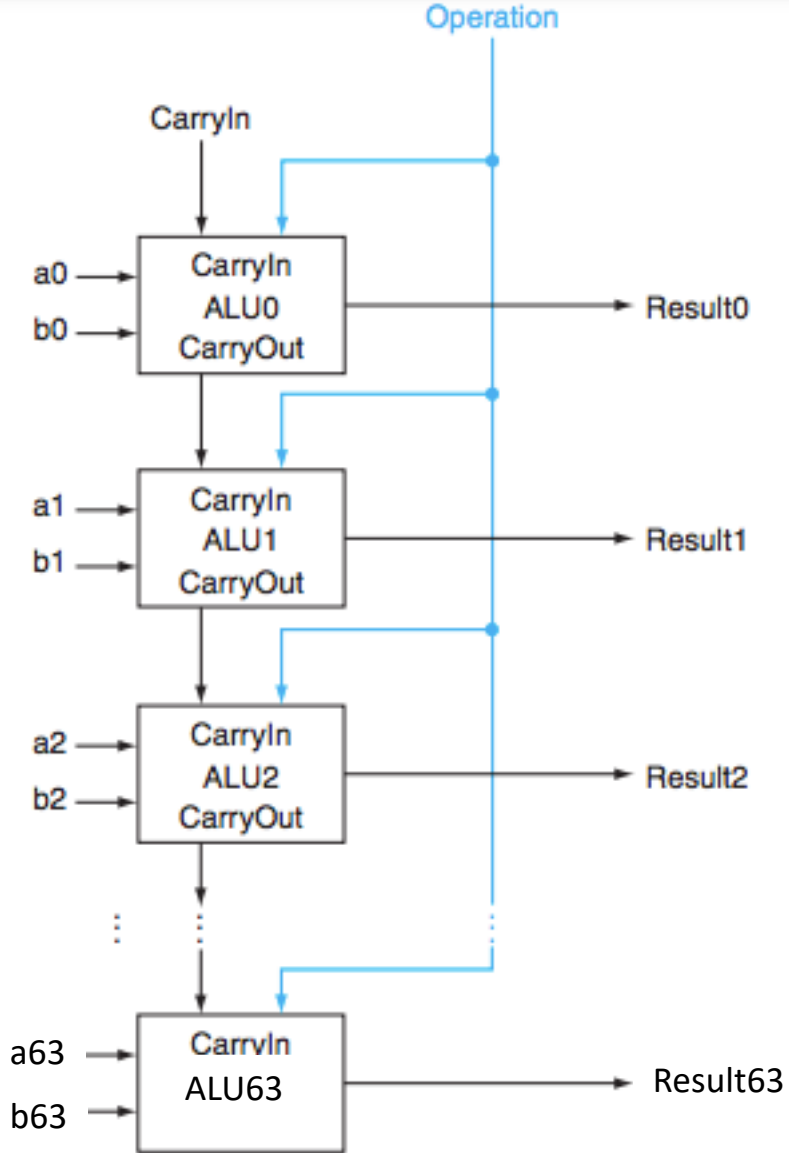 Operation
CarryIn
a0
b0
CarryIn
ALU0
CarryOut
Result0
a1
b1
CarryIn
ALU1
CarryOut
Result1
a2
b2
CarryIn
ALU2
CarryOut
Result2
...
...
...
a63
b63
CarryIn
ALU63
Result63